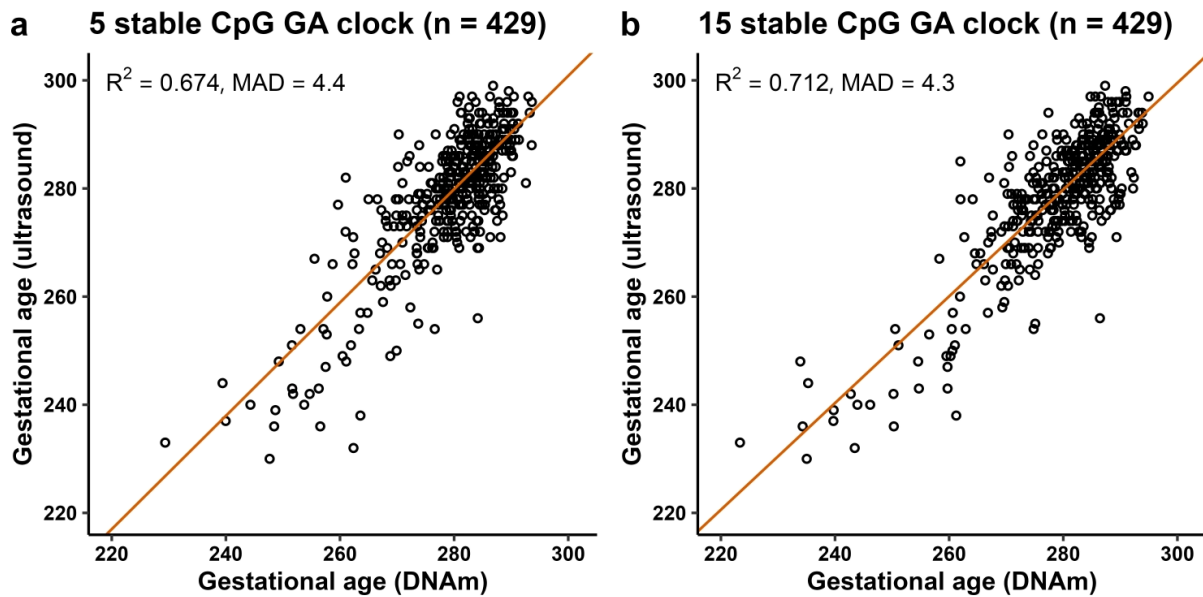 a 5 stable CpG GA clock (n = 429)
R² = 0.674, MAD = 4.4
Gestational age (ultrasound)
300
280
260
240
220
220 240 260 280 300
Gestational age (DNAm)
b 15 stable CpG GA clock (n = 429)
R² = 0.712, MAD = 4.3
Gestational age (ultrasound)
300
280
260
240
220
220 240 260 280 300
Gestational age (DNAm)